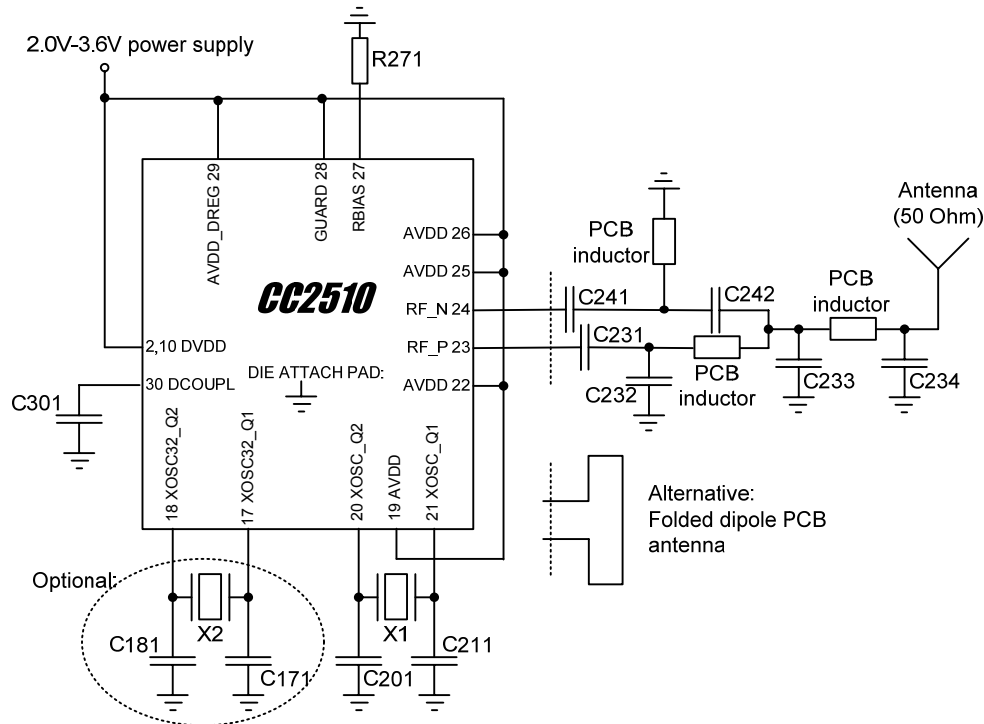 2.0V-3.6V power supply
R271
AVDD_DREG 29
GUARD 28
RBIAS 27
Antenna
(50 Ohm)
PCB
inductor
AVDD 26
AVDD 25
CC2510
RF_N 24
C241
C242
PCB
inductor
2,10 DVDD
RF_P 23
C231
30 DCOUPL
DIE ATTACH PAD:
AVDD 22
C301
C232
PCB
inductor
C233
C234
18 XOSC32_Q2
17 XOSC32_Q1
20 XOSC_Q2
19 AVDD
21 XOSC_Q1
Alternative:
Folded dipole PCB
antenna
Optional:
X2
X1
C181
C171
C201
C211